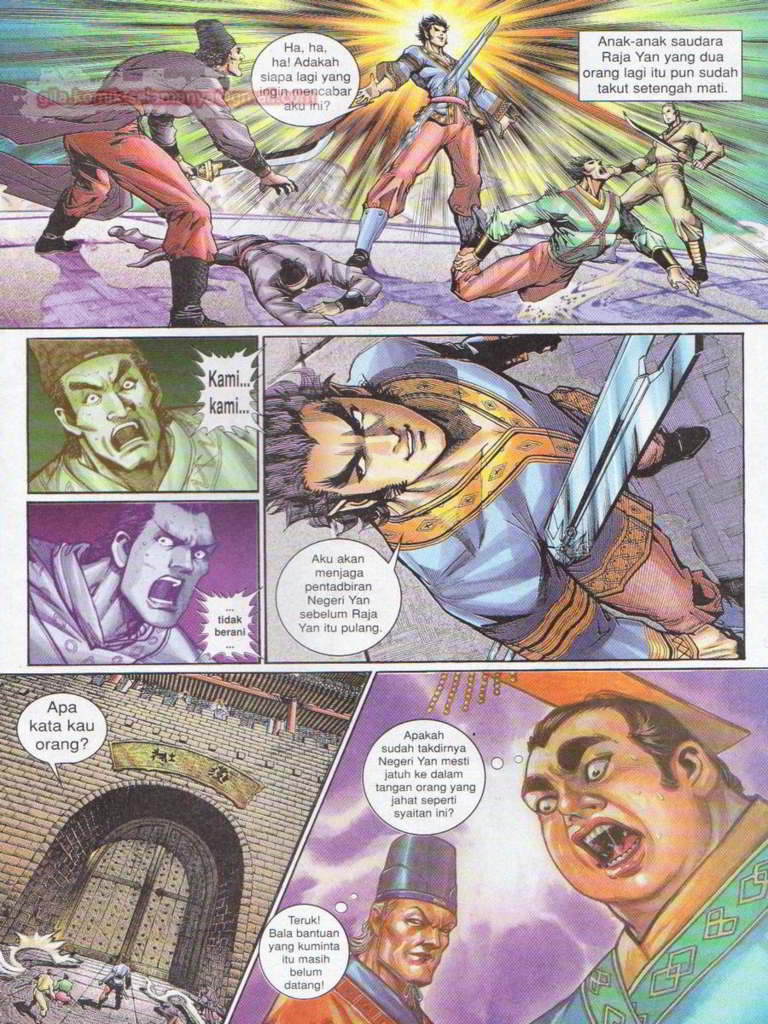 Ha, ha,
ha! Adakah
siapa lagi yang
ingin mencabar
aku ini?
Anak-anak saudara
Raja Yan yang dua
orang lagi itu pun sudah
takut setengah mati.
Kami...
kami...
Aku akan
menjaga
pentadbiran
Negeri Yan
sebelum Raja
Yan itu pulang.
...
tidak
berani
...
Apa
kata kau
orang?
Apakah
sudah takdirnya
Negeri Yan mesti
jatuh ke dalam
tangan orang yang
jahat seperti
syaitan ini?
Teruk!
Bala bantuan
yang kuminta
itu masih
belum
datang!